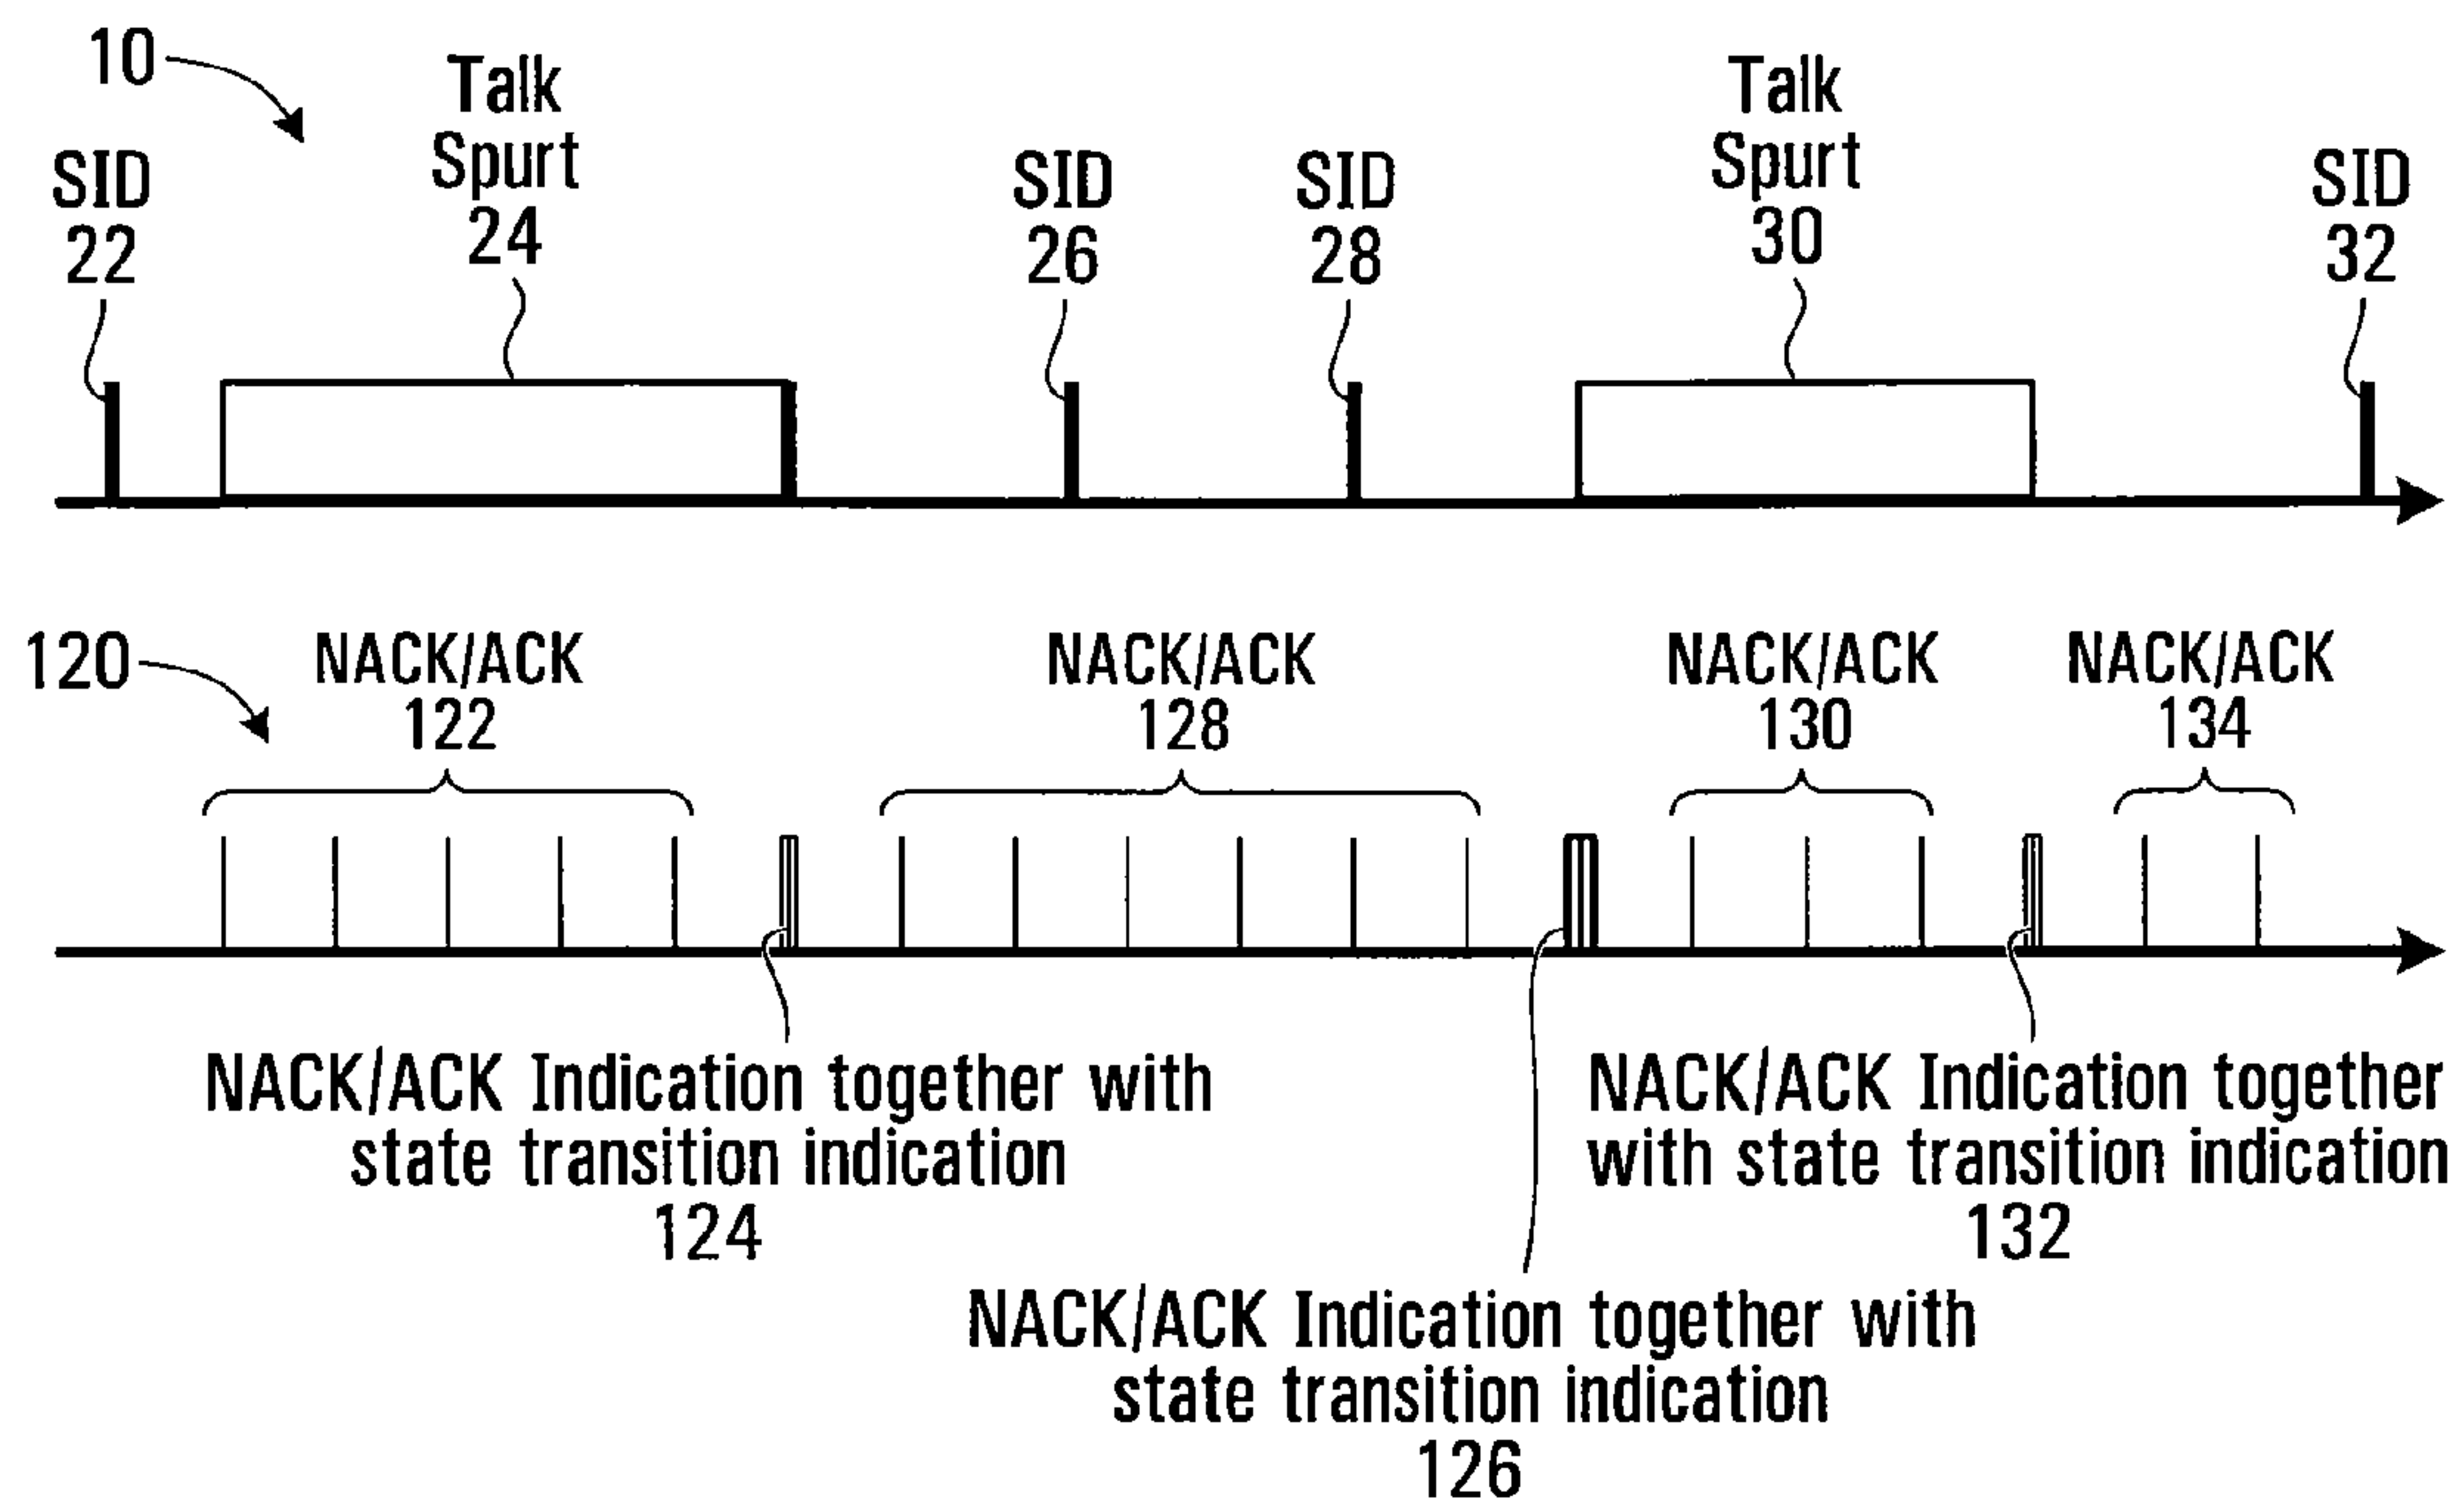 10
Talk
Spurt
24
Talk
Spurt
30
SID
22
SID
26
SID
28
SID
32
120
NACK/ACK
122
NACK/ACK
128
NACK/ACK
130
NACK/ACK
134
NACK/ACK Indication together with
state transition indication
124
NACK/ACK Indication together
with state transition indication
132
NACK/ACK Indication together with
state transition indication
126